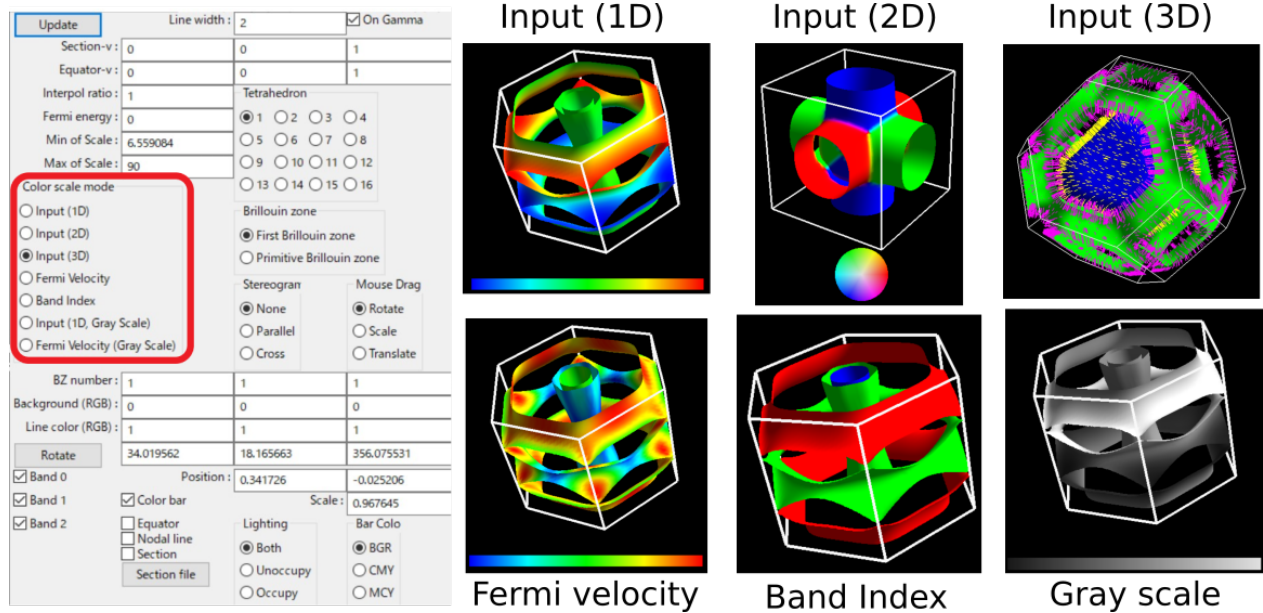 Update
Line width :
2
On Gamma
Section-v :
0
0
1
Equator-v :
0
0
1
Interpol ratio :
1
Fermi energy :
0
Min of Scale :
6.559084
Max of Scale :
90
Tetrahedron
1 2 3 4
5 6 7 8
9 10 11 12
13 14 15 16
Color scale mode
Input (1D)
Input (2D)
Input (3D)
Fermi Velocity
Band Index
Input (1D, Gray Scale)
Fermi Velocity (Gray Scale)
Brillouin zone
First Brillouin zone
Primitive Brillouin zone
Stereogran
None
Parallel
Cross
Mouse Drag
Rotate
Scale
Translate
BZ number :
1
1
1
Background (RGB) :
0
0
0
Line color (RGB) :
1
1
1
Rotate
34.019562
18.165663
356.075531
Band 0
Position :
0.341726
-0.025206
Band 1
Color bar
Scale :
0.967645
Band 2
Equator
Nodal line
Section
Section file
Lighting
Both
Unoccupy
Occupy
Bar Colo
BGR
CMY
MCY
Input (1D)
Input (2D)
Input (3D)
Fermi velocity
Band Index
Gray scale